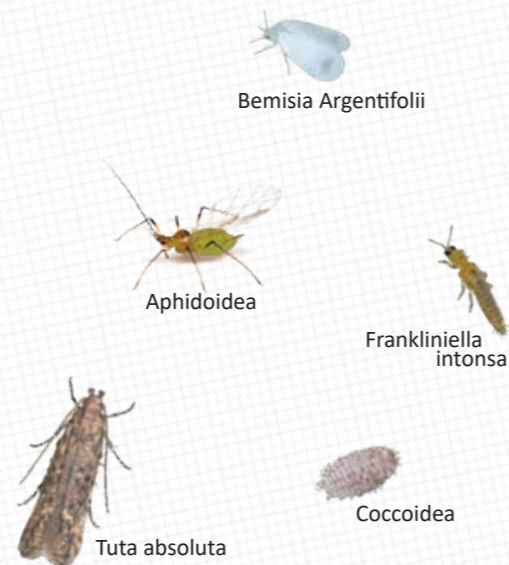 Bemisia Argentifolii
Aphidoidea
Frankliniella
intonsa
Coccoidea
Tuta absoluta